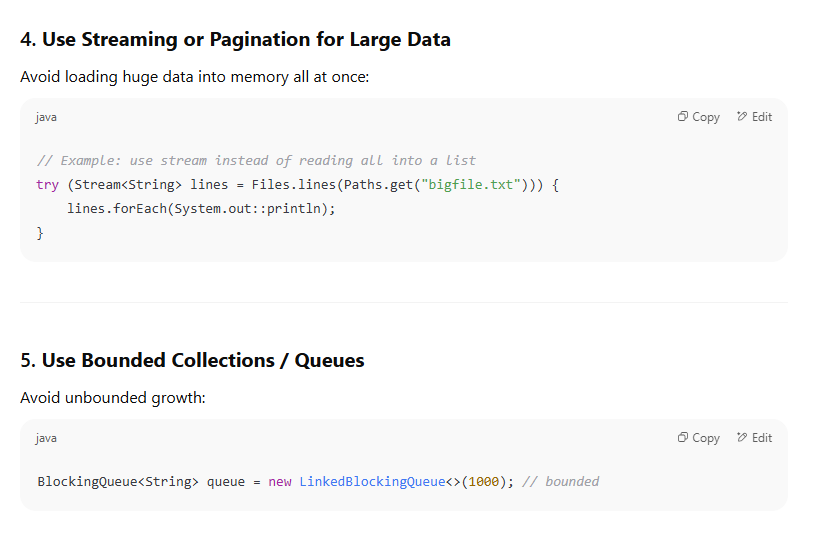 4. Use Streaming or Pagination for Large Data
Avoid loading huge data into memory all at once:
java
Copy
Edit
// Example: use stream instead of reading all into a list
try (Stream<String> lines = Files.lines(Paths.get("bigfile.txt"))) {
    lines.forEach(System.out::println);
}
5. Use Bounded Collections / Queues
Avoid unbounded growth:
java
Copy
Edit
BlockingQueue<String> queue = new LinkedBlockingQueue<>(1000); // bounded